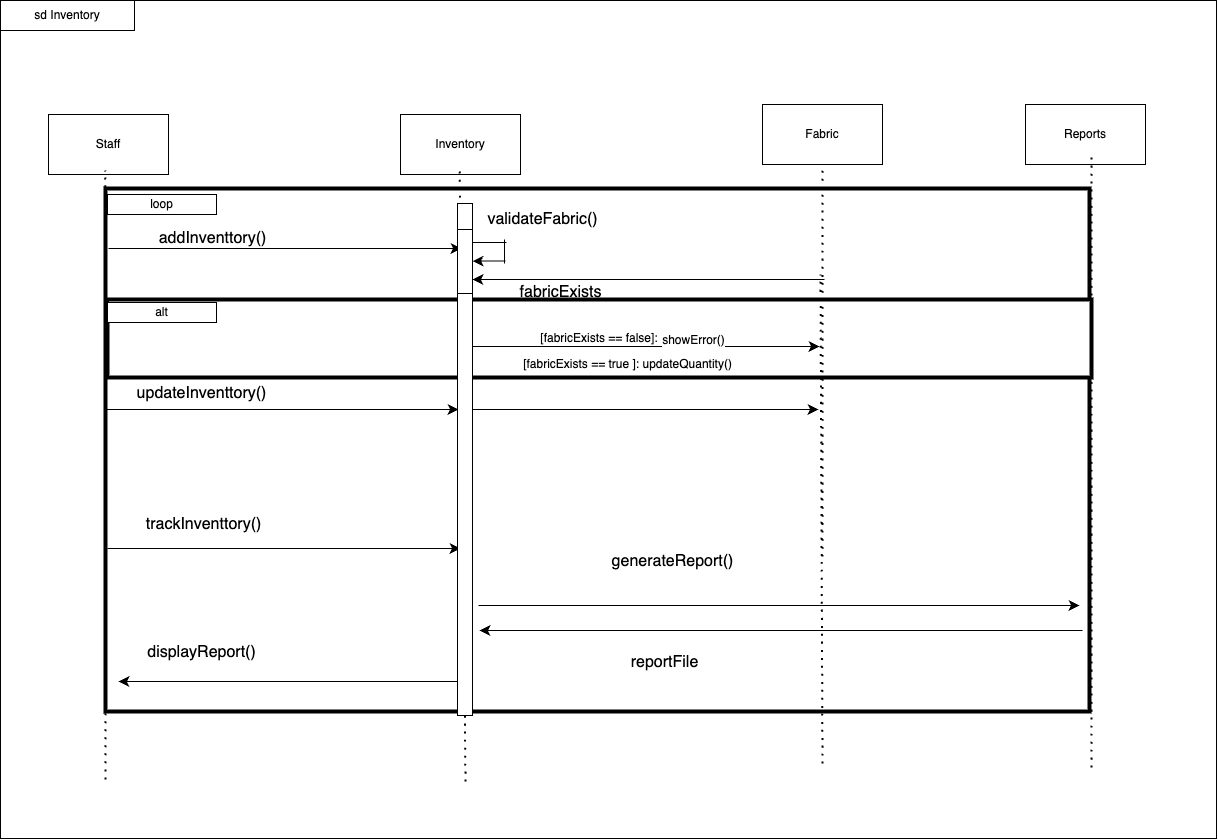 sd Inventory
Staff
Inventory
Fabric
Reports
loop
validateFabric()
addInventtory()
fabricExists
alt
[fabricExists == false]: showError()
[fabricExists == true ]: updateQuantity()
updateInventtory()
trackInventtory()
generateReport()
displayReport()
reportFile